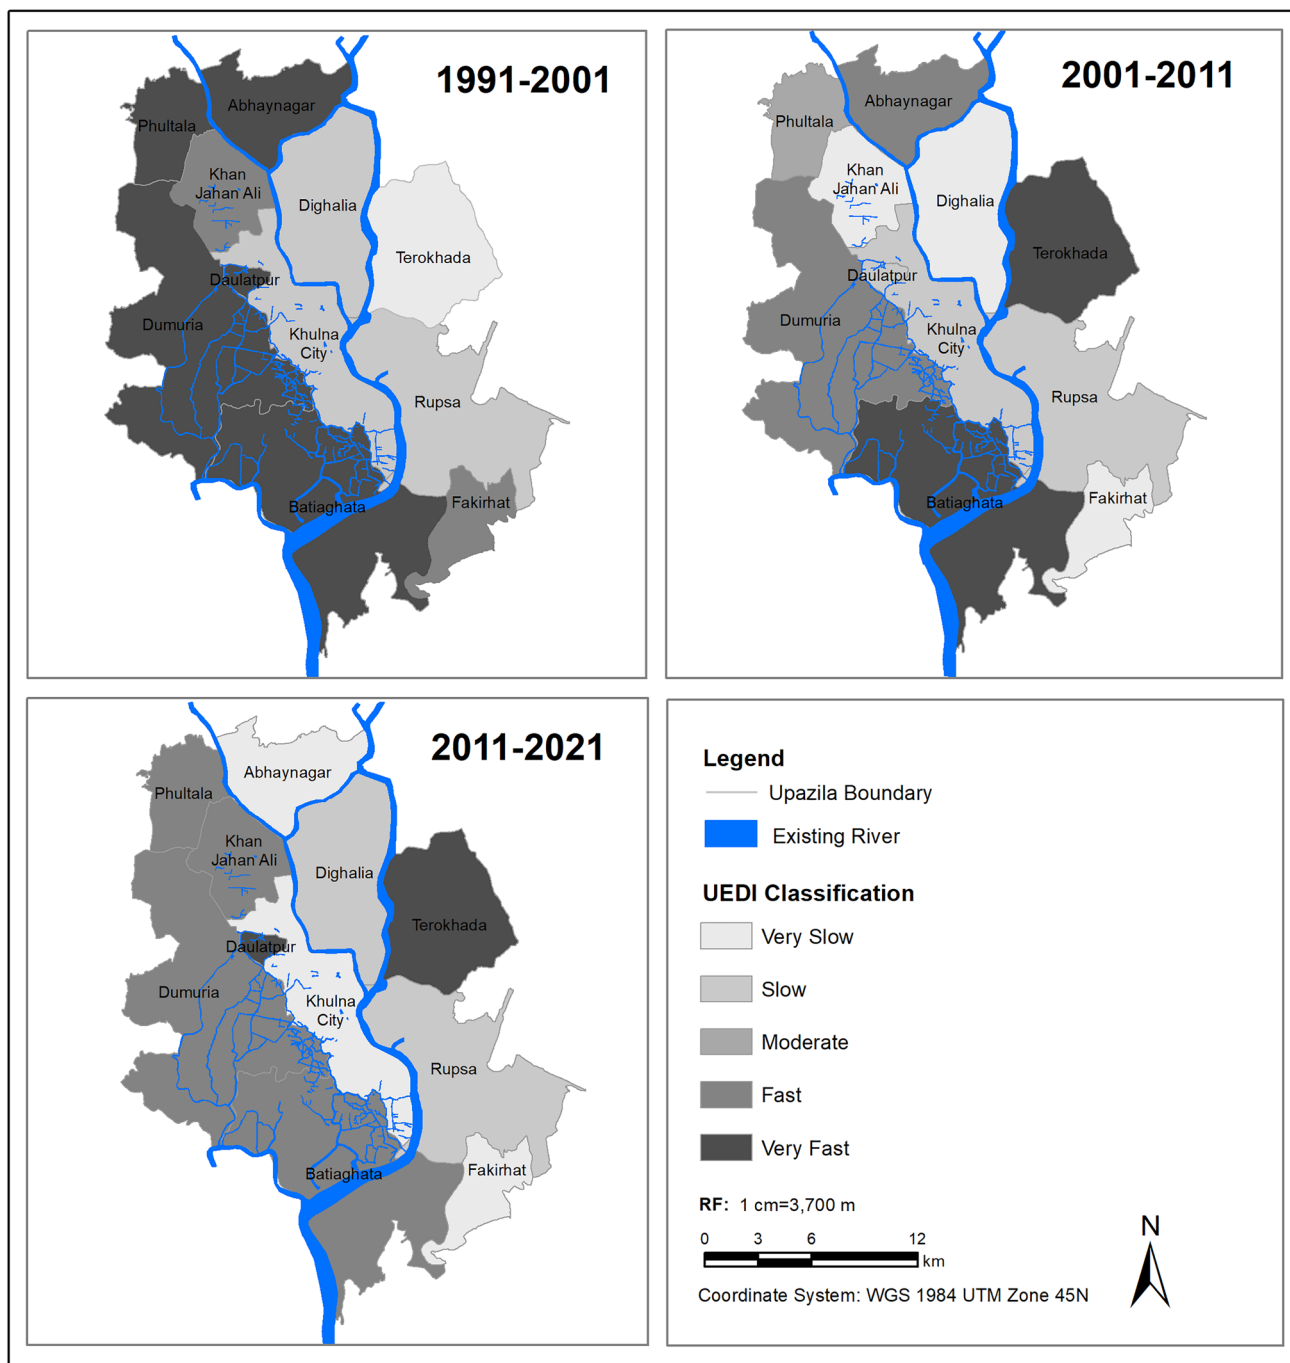 1991-2001
Abhaynagar
Phultala
Khan
Jahan Ali
Dighalia
Terokhada
Daulatpur
Dumuria
Khulna
City
Rupsa
Fakirhat
Batiaghata
2001-2011
Abhaynagar
Phultala
Khan
Jahan Ali
Dighalia
Terokhada
Daulatpur
Dumuria
Khulna
City
Rupsa
Fakirhat
Batiaghata
2011-2021
Abhaynagar
Phultala
Khan
Jahan Ali
Dighalia
Terokhada
Daulatpur
Dumuria
Khulna
City
Rupsa
Fakirhat
Batiaghata
Legend
Upazila Boundary
Existing River
UEDI Classification
Very Slow
Slow
Moderate
Fast
Very Fast
RF: 1 cm=3,700 m
0 3 6 12
km
N
Coordinate System: WGS 1984 UTM Zone 45N